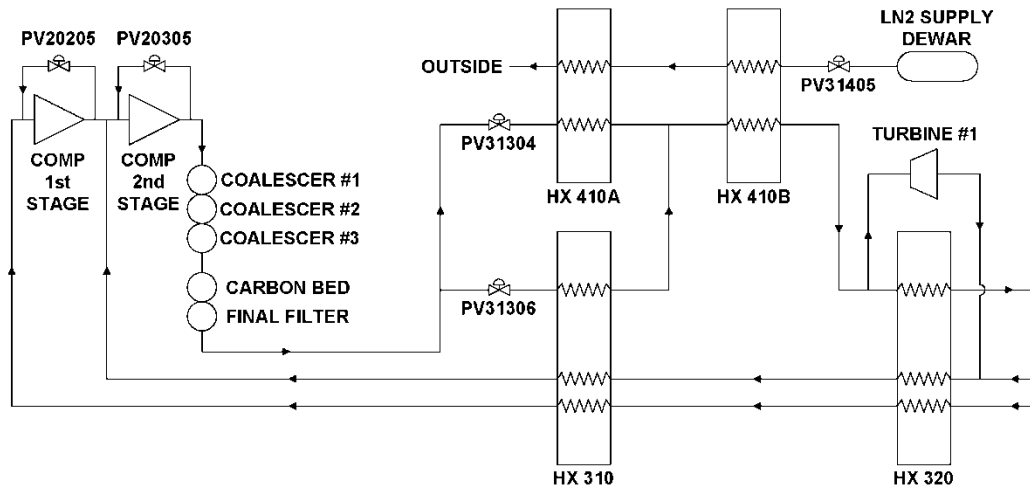 PV20205
PV20305
COMP
1st
STAGE
COMP
2nd
STAGE
COALESCER #1
COALESCER #2
COALESCER #3
CARBON BED
FINAL FILTER
OUTSIDE
PV31304
PV31306
HX 410A
HX 410B
PV31405
LN2 SUPPLY
DEWAR
TURBINE #1
HX 310
HX 320